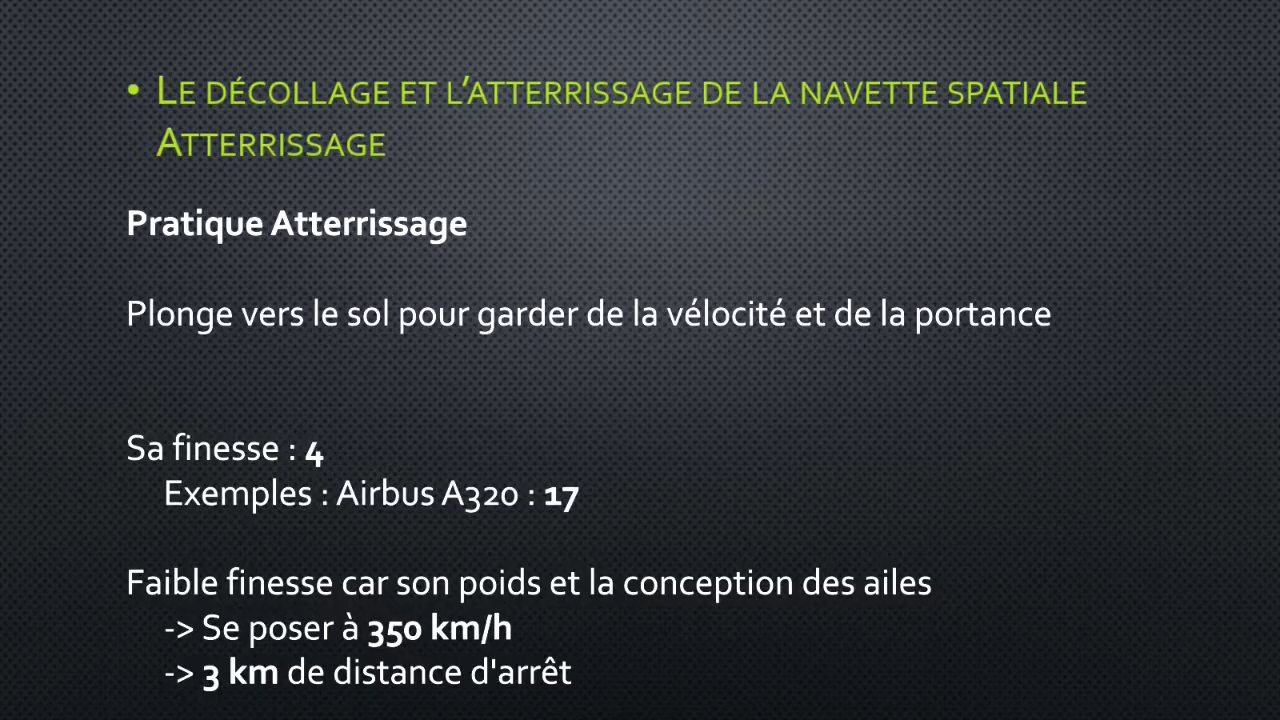 • Le décollage et l’atterrissage de la navette spatiale
Atterrissage
Pratique Atterrissage
Plonge vers le sol pour garder de la vélocité et de la portance
Sa finesse : 4
Exemples : Airbus A320 : 17
Faible finesse car son poids et la conception des ailes
-> Se poser à 350 km/h
-> 3 km de distance d'arrêt